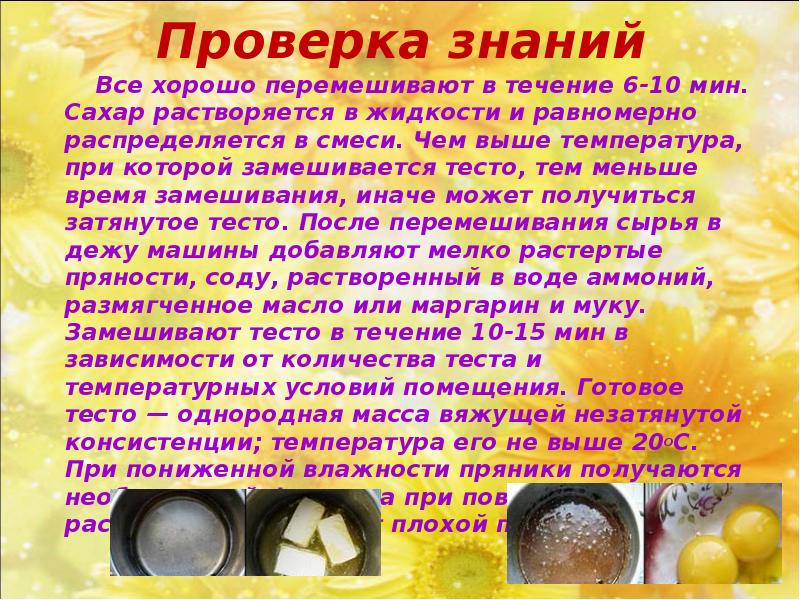 Проверка знаний
Все хорошо перемешивают в течение 6-10 мин.
Сахар растворяется в жидкости и равномерно
распределяется в смеси. Чем выше температура,
при которой замешивается тесто, тем меньше
время замешивания, иначе может получиться
затянутое тесто. После перемешивания сырья в
дежу машины добавляют мелко растертые
пряности, соду, растворенный в воде аммоний,
размягченное масло или маргарин и муку.
Замешивают тесто в течение 10-15 мин в
зависимости от количества теста и
температурных условий помещения. Готовое
тесто — однородная масса вяжущей незатянутой
консистенции; температура его не выше 20°С.
При пониженной влажности пряники получаются
при
плохой